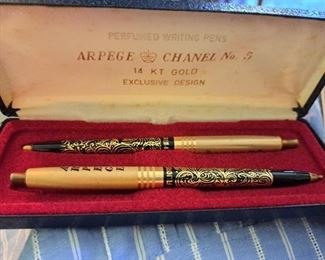 PERFUMED WRITING PENS
ARPEGE CHANEL No. 5
14 KT GOLD
EXCLUSIVE DESIGN